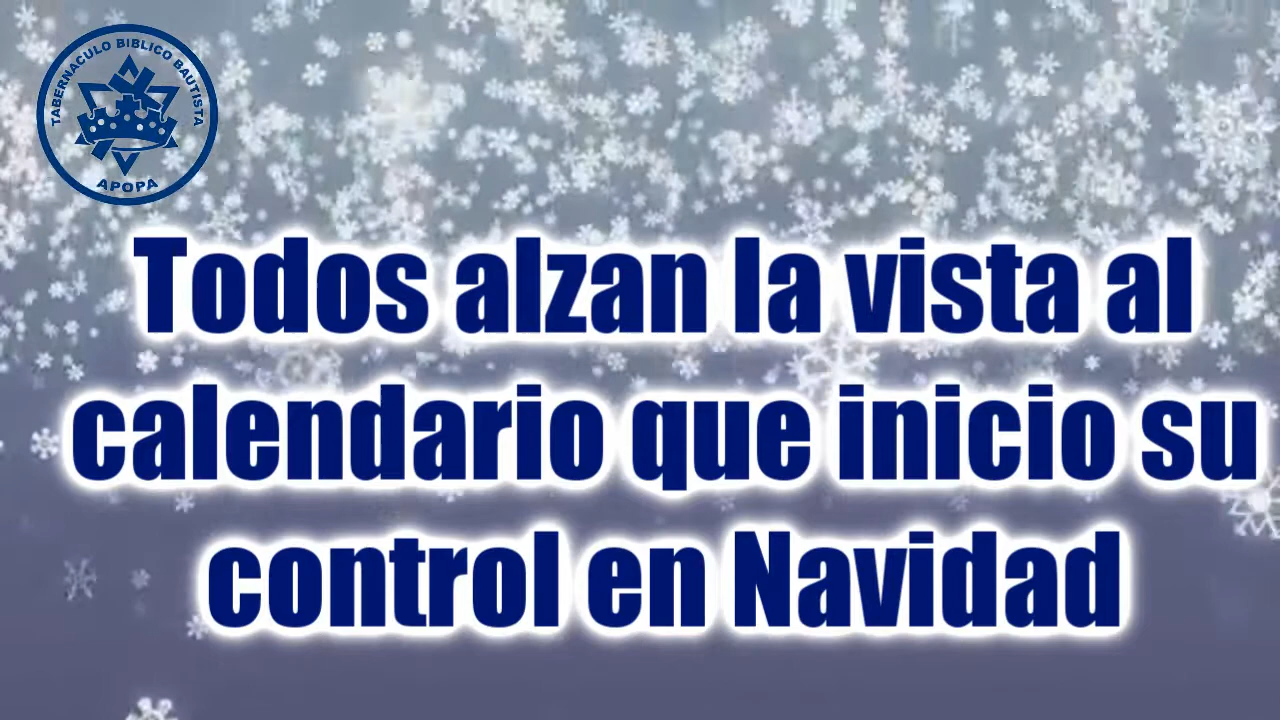 TABERNACULO BIBLICO BAUTISTA
APOPA
Todos alzan la vista al
calendario que inicio su
control en Navidad